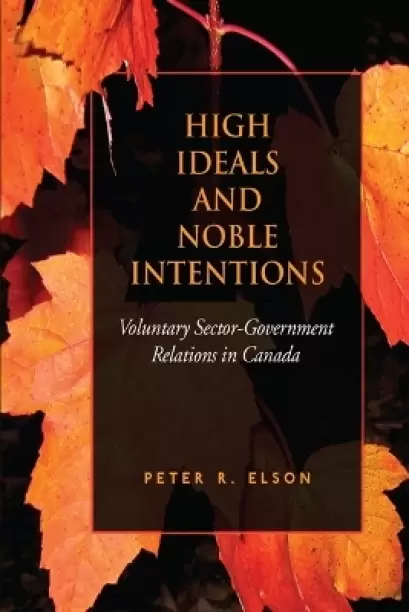 HIGH
IDEALS
AND
NOBLE
INTENTIONS
Voluntary Sector-Government
Relations in Canada
PETER R. ELSON